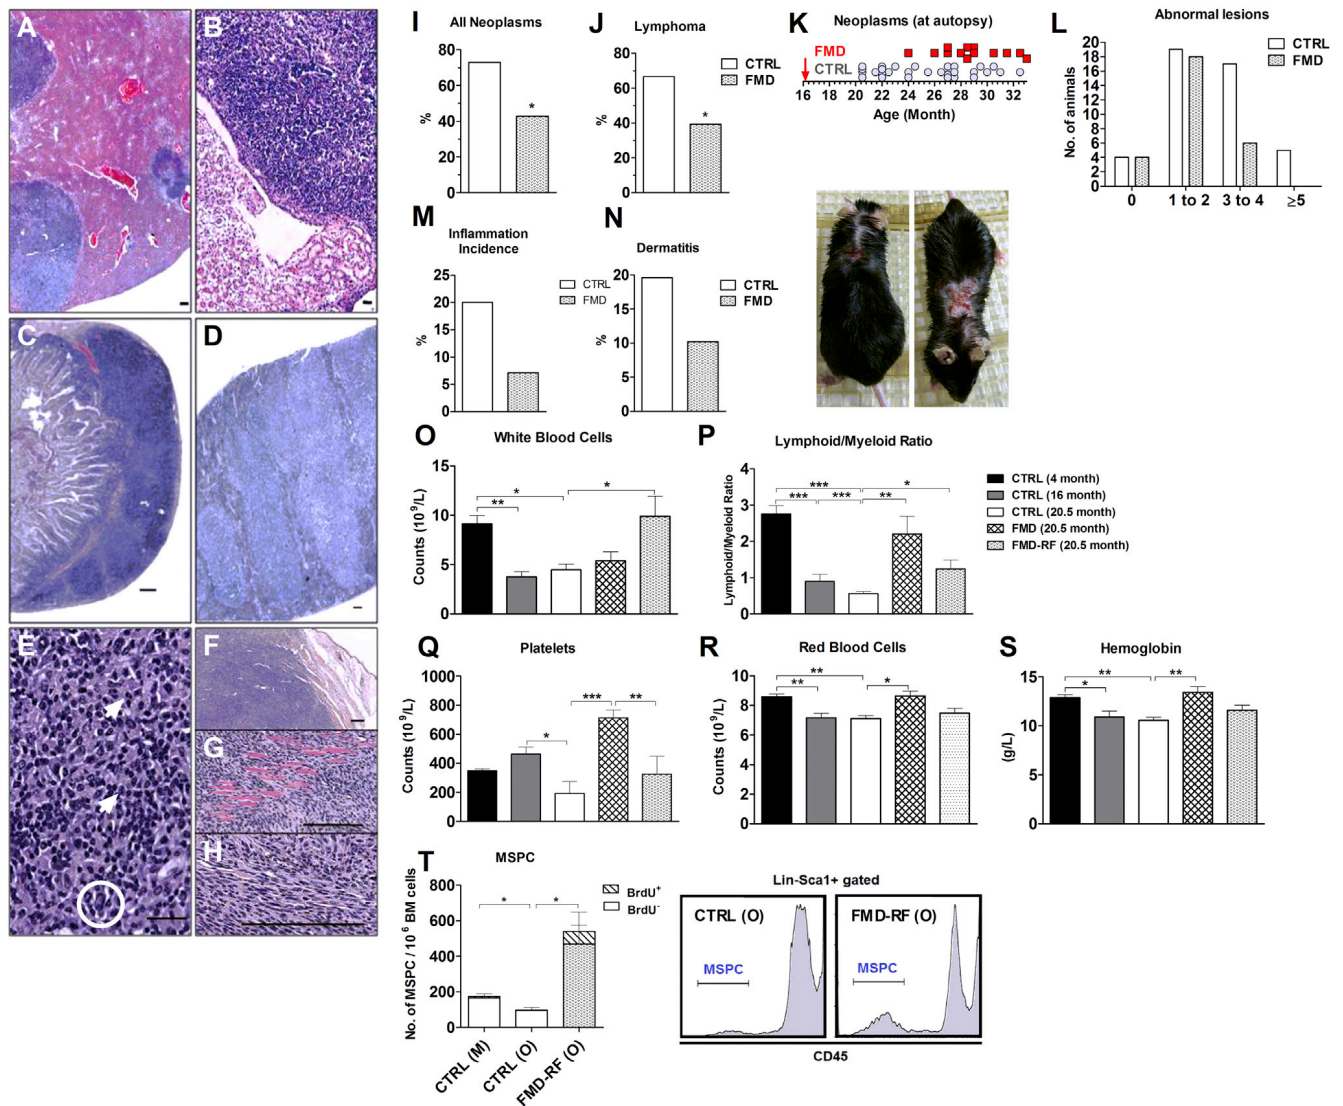 A
B
C
D
E
F
G
H
I
All Neoplasms
80
60
40
20
0
%
*
J
Lymphoma
80
60
40
20
0
%
*
CTRL
FMD
K
Neoplasms (at autopsy)
FMD
CTRL
16 18 20 22 24 26 28 30 32
Age (Month)
L
Abnormal lesions
No. of animals
20
18
16
14
12
10
8
6
4
2
0
0 1 to 2 3 to 4 ≥5
CTRL
FMD
M
Inflammation
Incidence
25
20
15
10
5
0
%
CTRL
FMD
N
Dermatitis
20
15
10
5
0
%
CTRL
FMD
O
White Blood Cells
Counts (10⁹/L)
15
10
5
0
*
**
*
P
Lymphoid/Myeloid Ratio
Lymphoid/Myeloid Ratio
4
3
2
1
0
*** *
*** *** **
CTRL (4 month)
CTRL (16 month)
CTRL (20.5 month)
FMD (20.5 month)
FMD-RF (20.5 month)
Q
Platelets
Counts (10⁹/L)
1000
800
600
400
200
0
*** **
*
R
Red Blood Cells
Counts (10⁹/L)
10
8
6
4
2
0
**
** *
S
Hemoglobin
(g/L)
15
10
5
0
** **
*
T
MSPC
No. of MSPC / 10⁶ BM cells
800
600
400
200
0
* *
BrdU⁺
BrdU⁻
CTRL (M)
CTRL (O)
FMD-RF (O)
Lin-Sca1+ gated
CTRL (O)
MSPC
FMD-RF (O)
MSPC
CD45